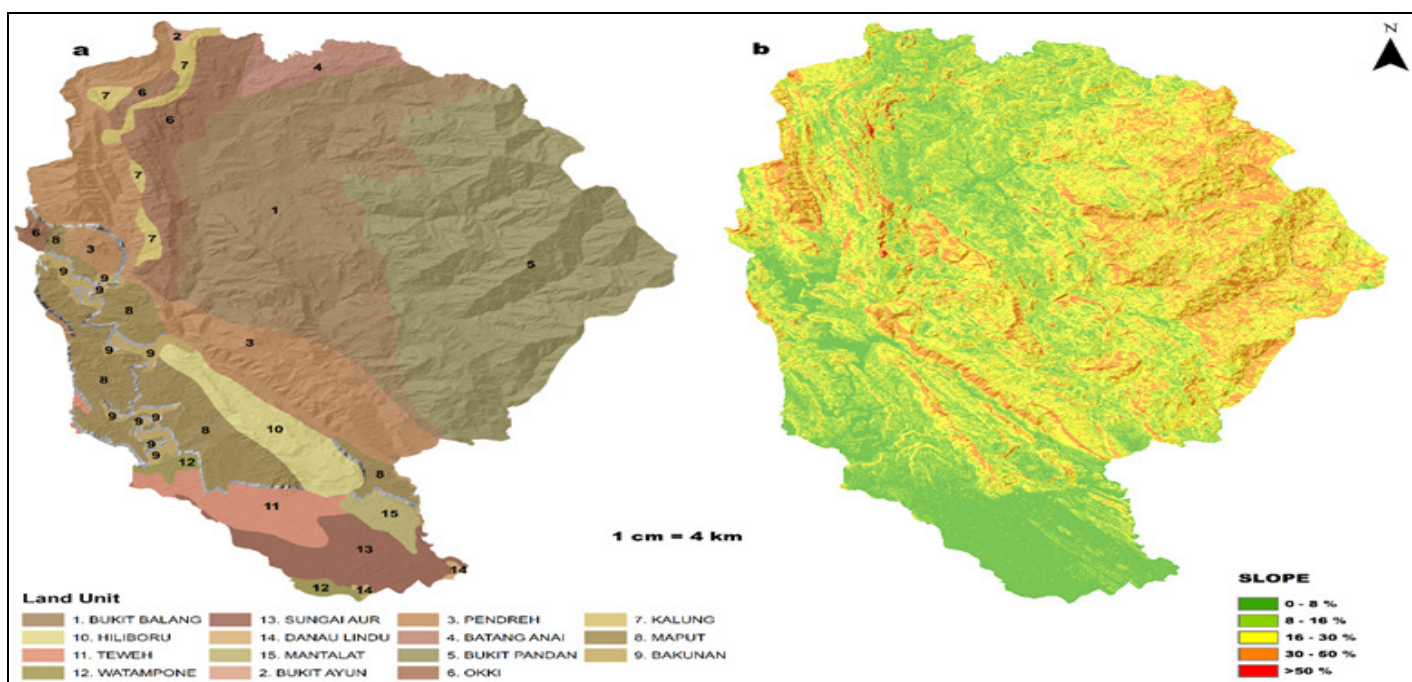 a
b
N
2
4
7
7
6
6
7
1
6
8
3
7
5
9
9
9
8
3
9
9
8
10
9
9
9
8
9
9
12
8
11
15
13
14
12
14
1 cm = 4 km
Land Unit
1. BUKIT BALANG 13. SUNGAI AUR 3. PENDREH 7. KALUNG
10. HILIBORU 14. DANAU LINDU 4. BATANG ANAI 8. MAPUT
11. TEWEH 15. MANTALAT 5. BUKIT PANDAN 9. BAKUNAN
12. WATAMPONE 2. BUKIT AYUN 6. OKKI
SLOPE
0 - 8 %
8 - 16 %
16 - 30 %
30 - 50 %
>50 %